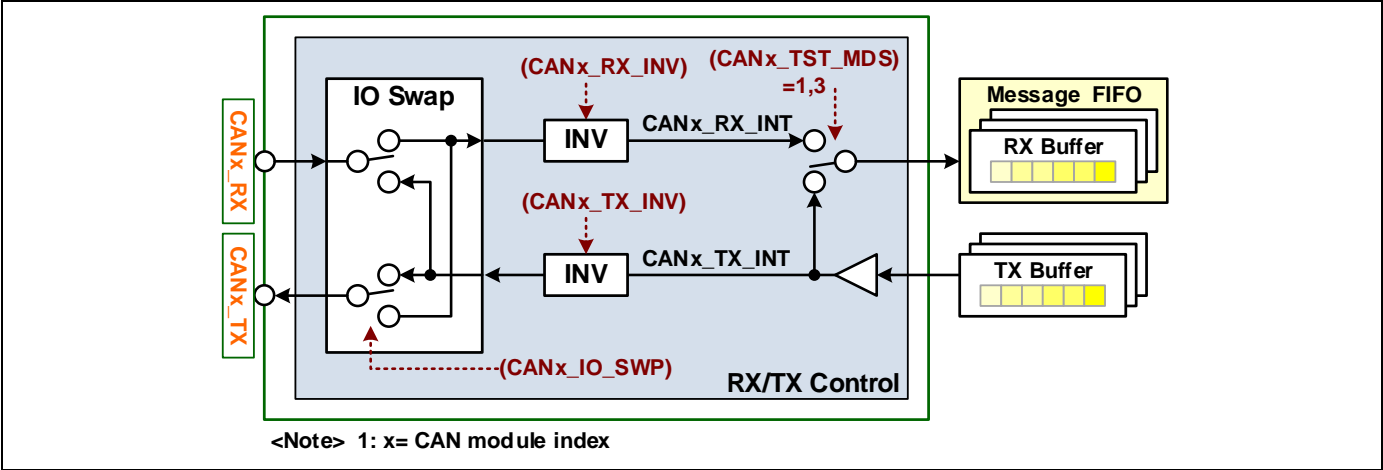 (CANx_RX_INV)
(CANx_TST_MDS)
=1,3
IO Swap
Message FIFO
CANx_RX
INV
CANx_RX_INT
RX Buffer
(CANx_TX_INV)
CANx_TX
INV
CANx_TX_INT
TX Buffer
(CANx_IO_SWP)
RX/TX Control
<Note> 1: x= CAN module index